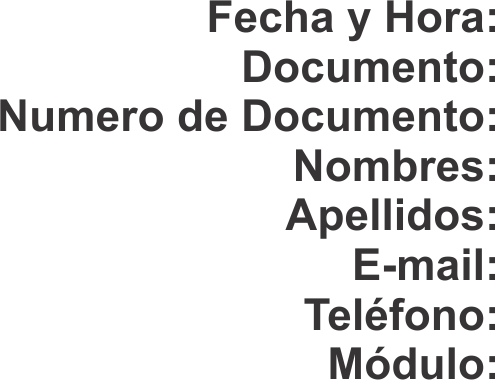 Fecha y Hora:
Documento:
Numero de Documento:
Nombres:
Apellidos:
E-mail:
Teléfono:
Módulo: